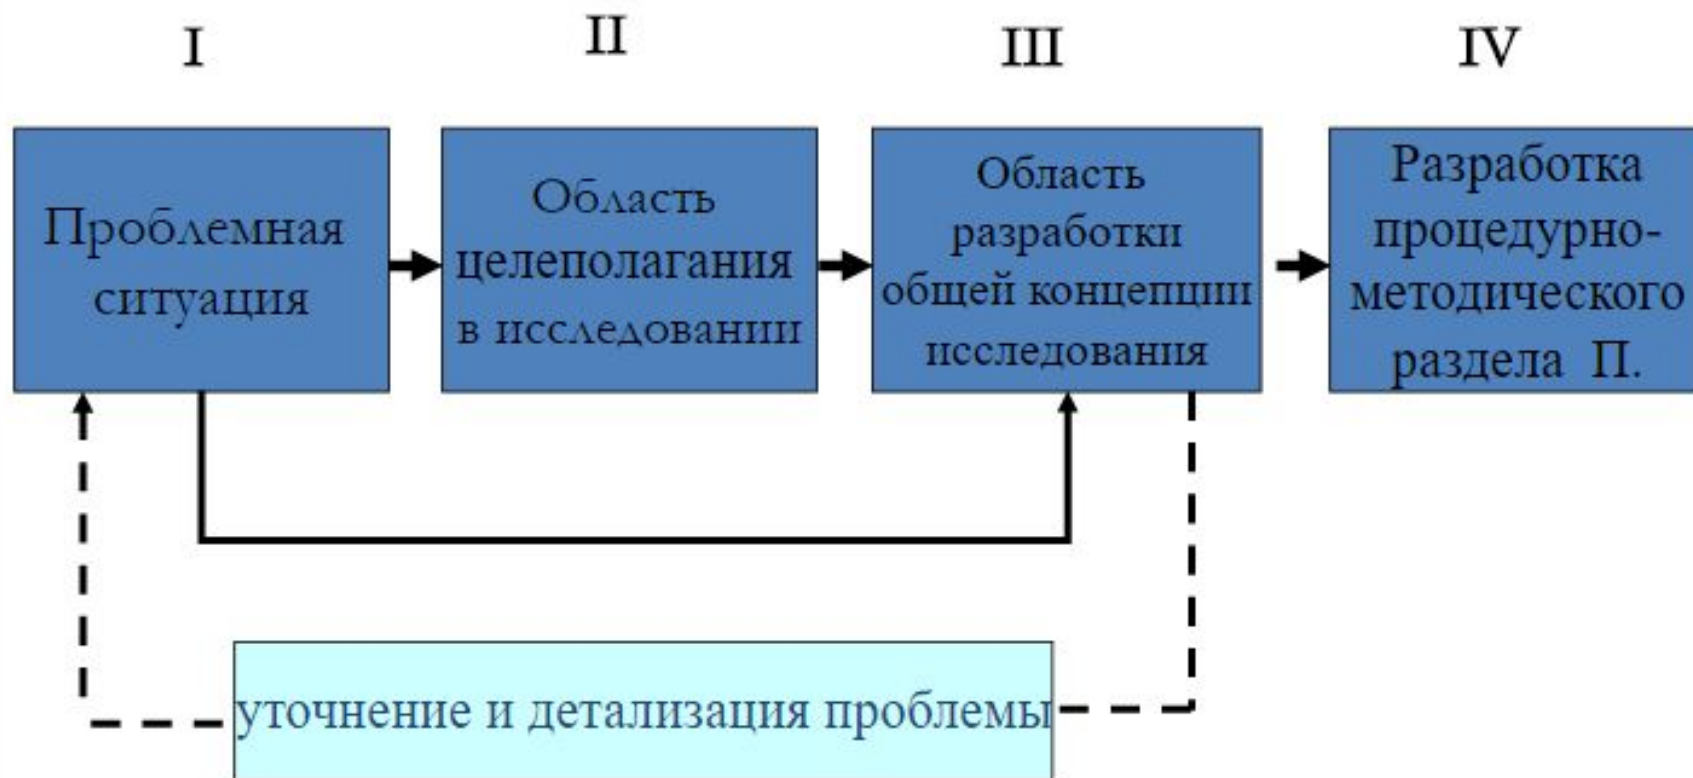 I
II
III
IV
Проблемная
ситуация
Область
целеполагания
в исследовании
Область
разработки
общей концепции
исследования
Разработка
процедурно-
методического
раздела П.
уточнение и детализация проблемы